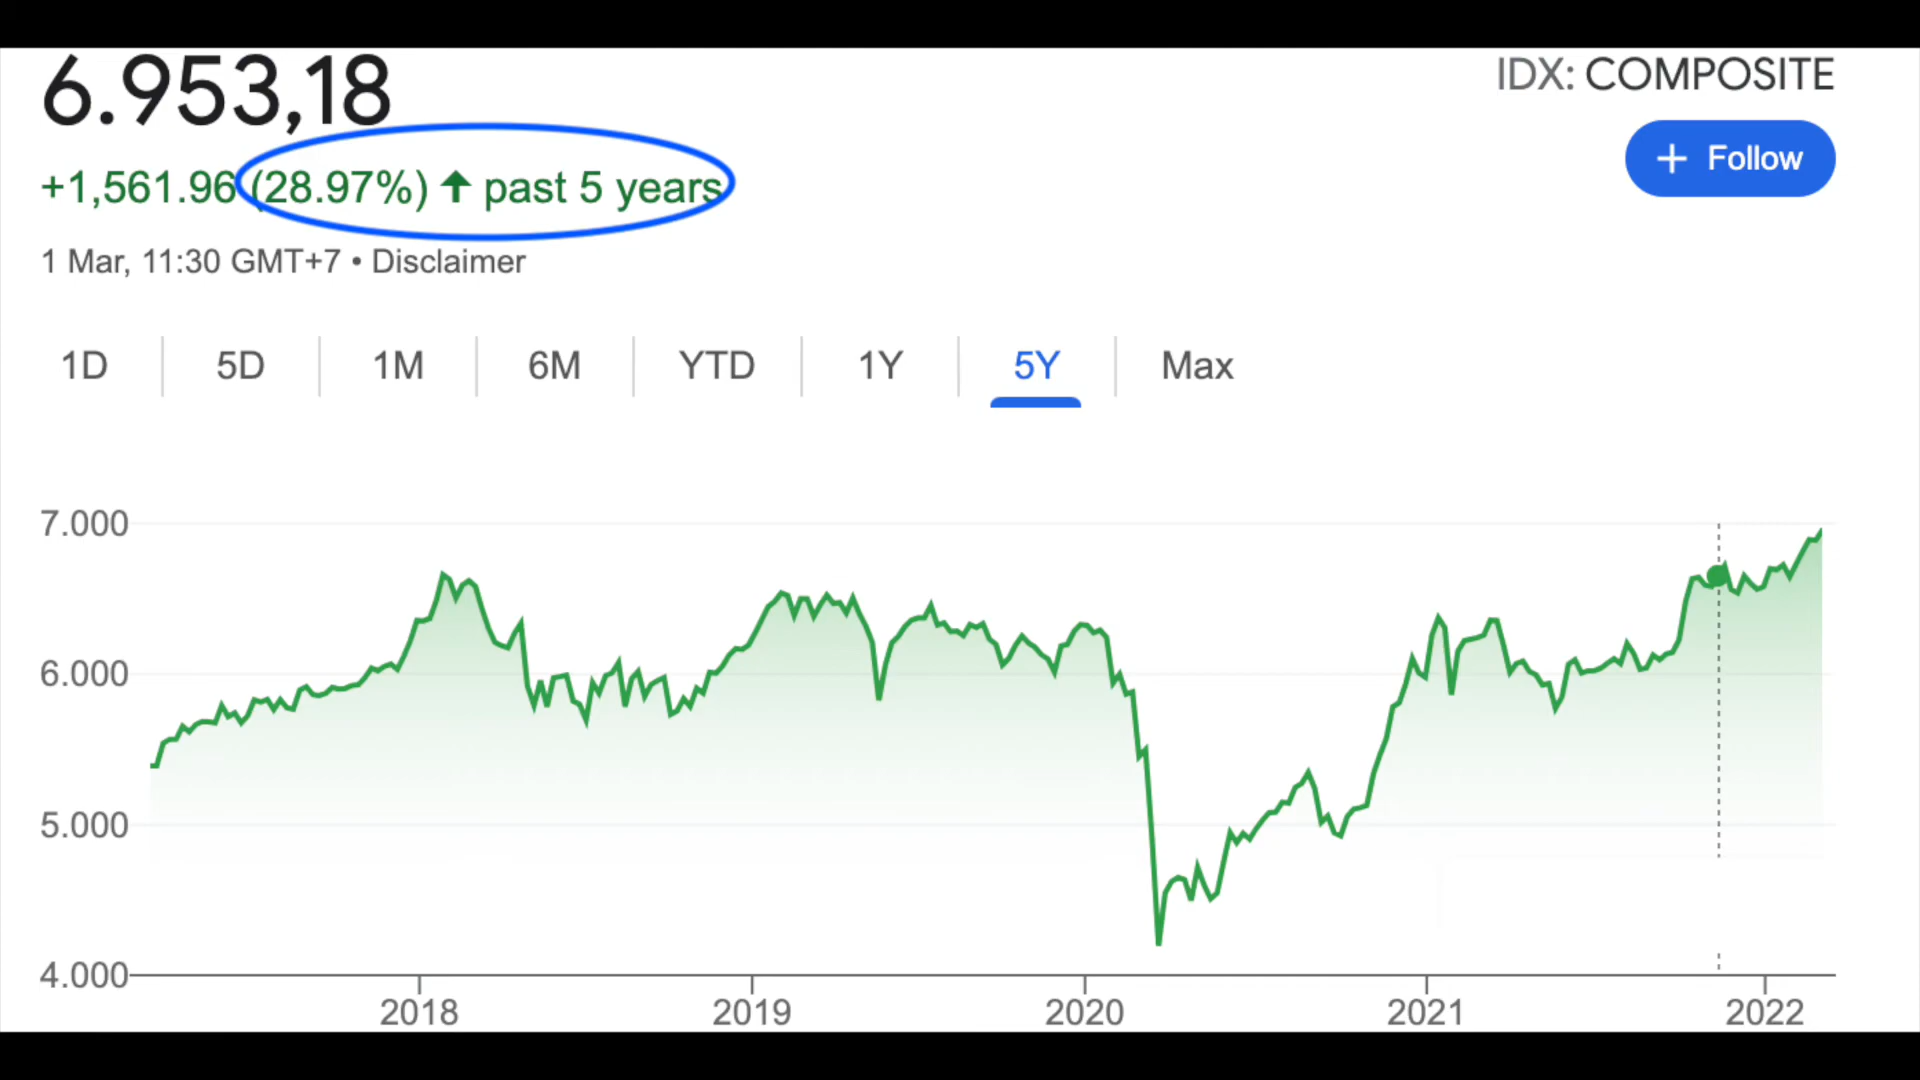 6.953,18
IDX: COMPOSITE
+1,561.96 (28.97%) ↑ past 5 years
+ Follow
1 Mar, 11:30 GMT+7 • Disclaimer
1D 5D 1M 6M YTD 1Y 5Y Max
7.000
6.000
5.000
4.000
2018 2019 2020 2021 2022